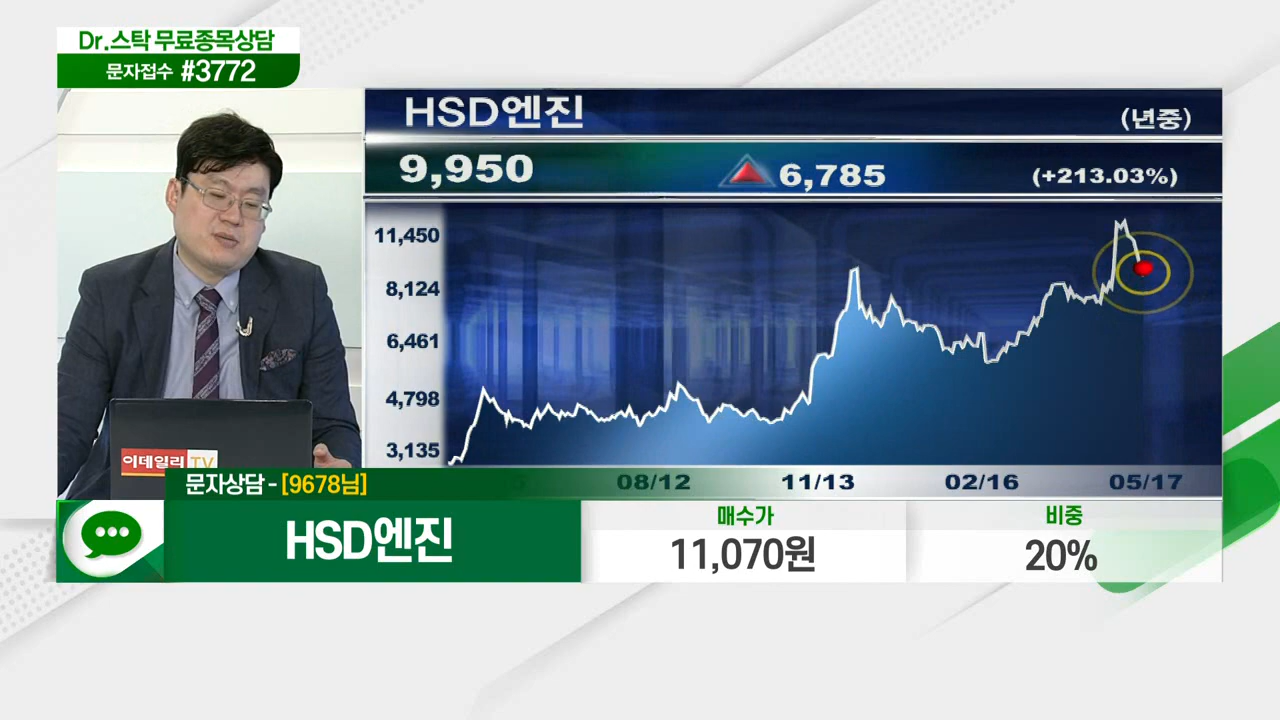 Dr.스탁 무료종목상담
문자접수 #3772
HSD엔진
(년중)
9,950 ▲ 6,785 (+213.03%)
11,450
8,124
6,461
4,798
3,135
08/12 11/13 02/16 05/17
이데일리 TV
문자상담 - [9678님]
HSD엔진
매수가
11,070원
비중
20%